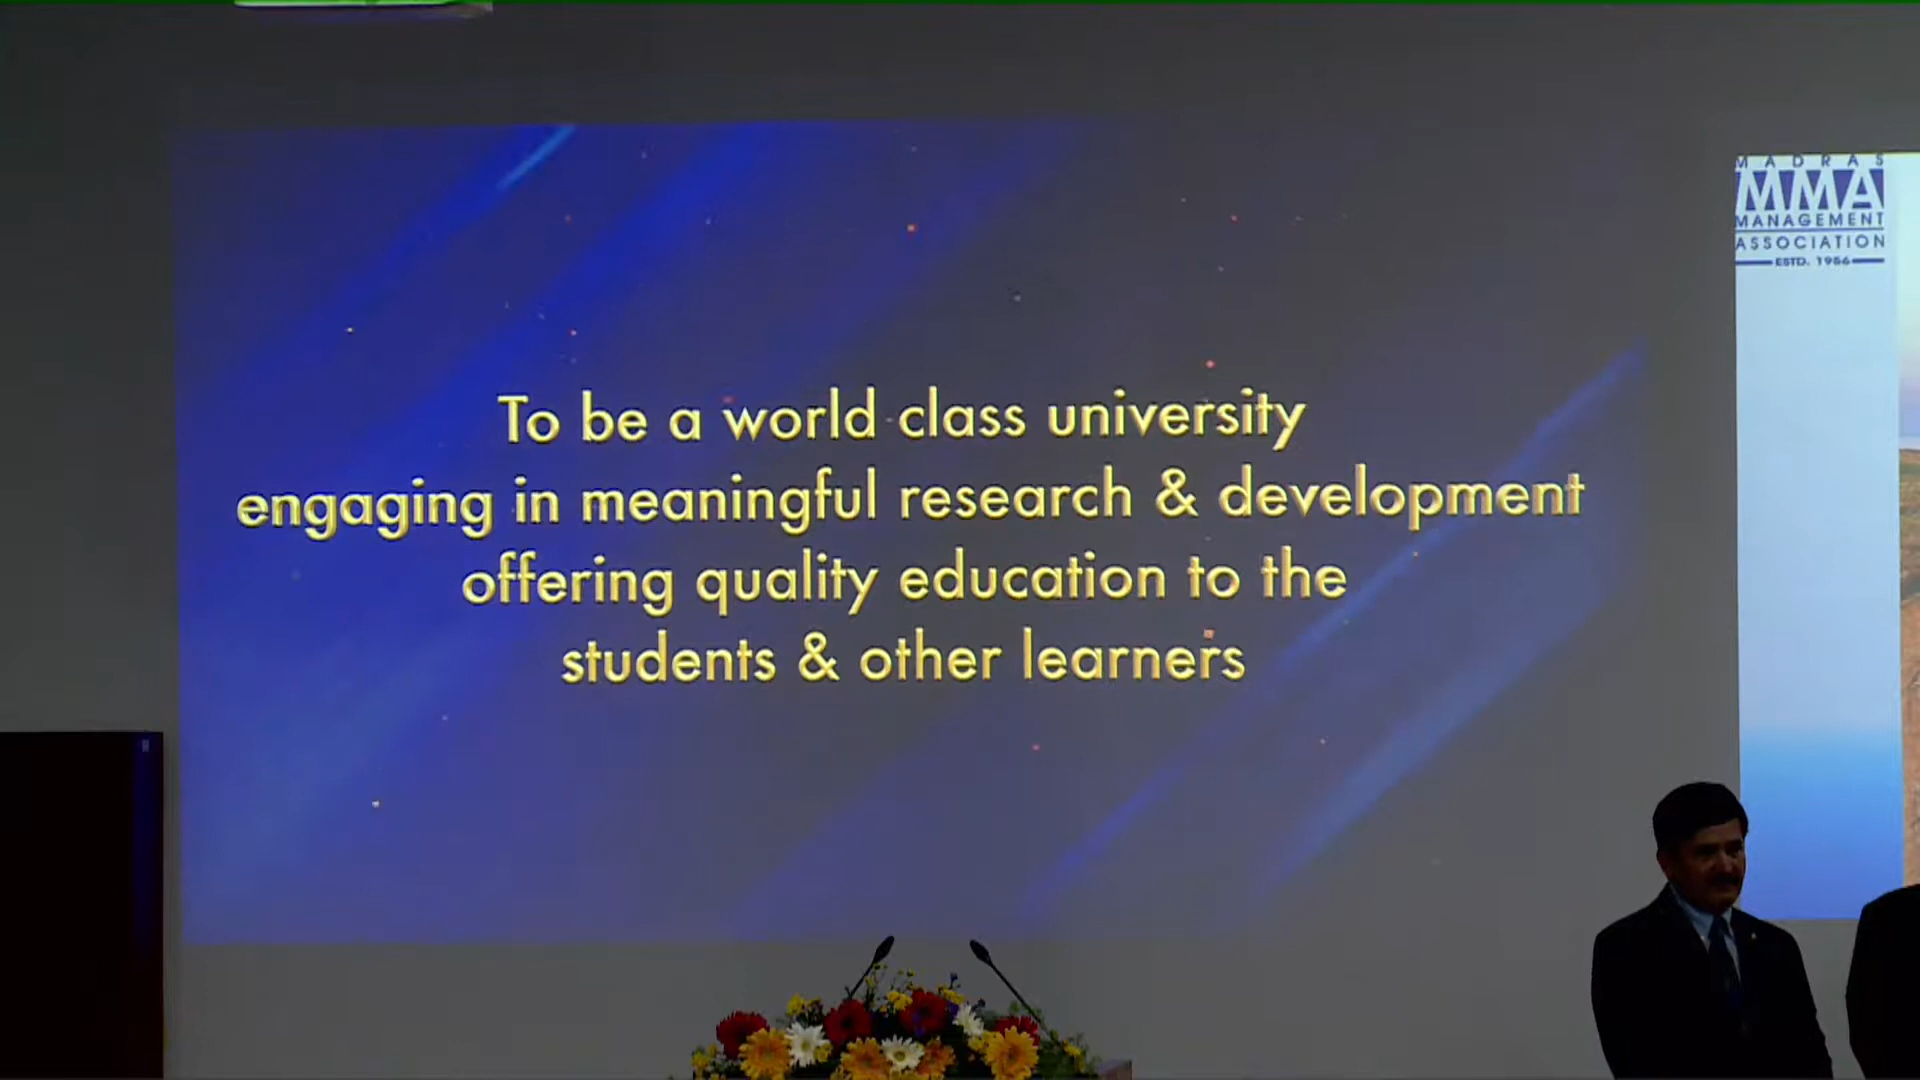 To be a world class university
engaging in meaningful research & development
offering quality education to the
students & other learners
MADRAS
MMA
MANAGEMENT
ASSOCIATION
ESTD. 1956